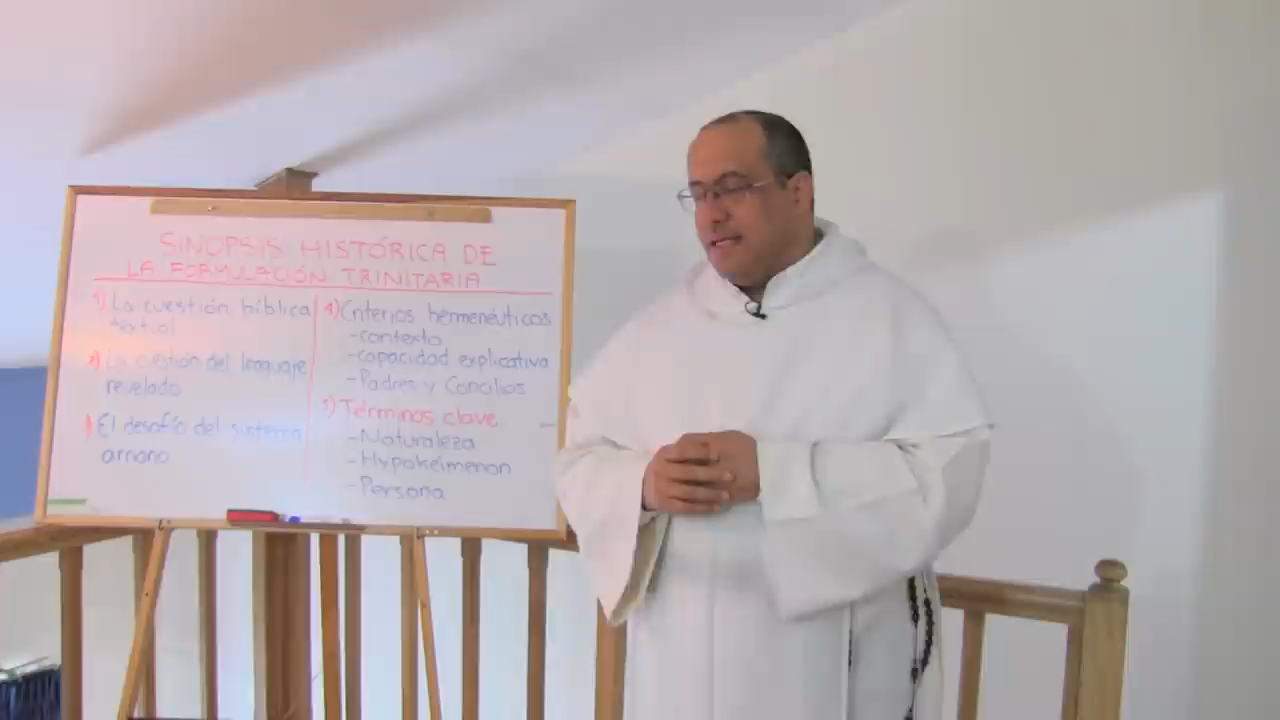 SINOPSIS HISTÓRICA DE
LA FORMULACIÓN TRINITARIA
1) La cuestión bíblica
textual
2) La cuestión del lenguaje
revelado
3) El desafío del sistema
arriano
4) Criterios hermenéuticos
- contexto
- capacidad explicativa
- Padres y Concilios
5) Términos clave
- Naturaleza
- Hypokeímenon
- Persona